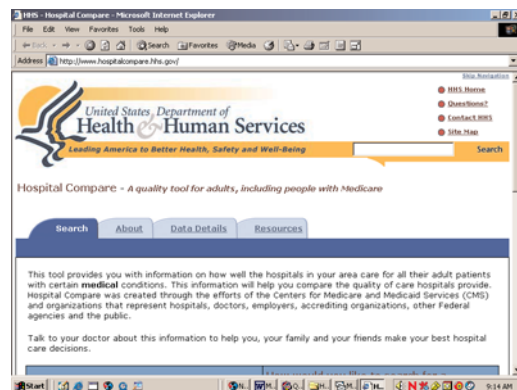 HHS - Hospital Compare - Microsoft Internet Explorer
File Edit View Favorites Tools Help
Back Search Favorites Media
Address http://www.hospitalcompare.hhs.gov/
Skip Navigation
HHS Home
Questions?
Contact HHS
Site Map
United States Department of
Health & Human Services
Leading America to Better Health, Safety and Well-Being Search
Hospital Compare - A quality tool for adults, including people with Medicare
Search About Data Details Resources
This tool provides you with information on how well the hospitals in your area care for all their adult patients
with certain medical conditions. This information will help you compare the quality of care hospitals provide.
Hospital Compare was created through the efforts of the Centers for Medicare and Medicaid Services (CMS)
and organizations that represent hospitals, doctors, employers, accrediting organizations, other Federal
agencies and the public.
Talk to your doctor about this information to help you, your family and your friends make your best hospital
care decisions.
How would you like to search for a
Start 9:14 AM